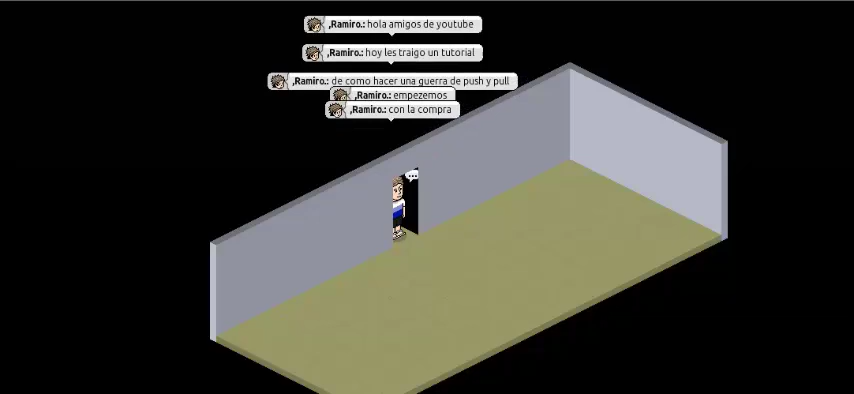 ,Ramiro.: hola amigos de youtube
,Ramiro.: hoy les traigo un tutorial
,Ramiro.: de como hacer una guerra de push y pull
,Ramiro.: empezemos
,Ramiro.: con la compra